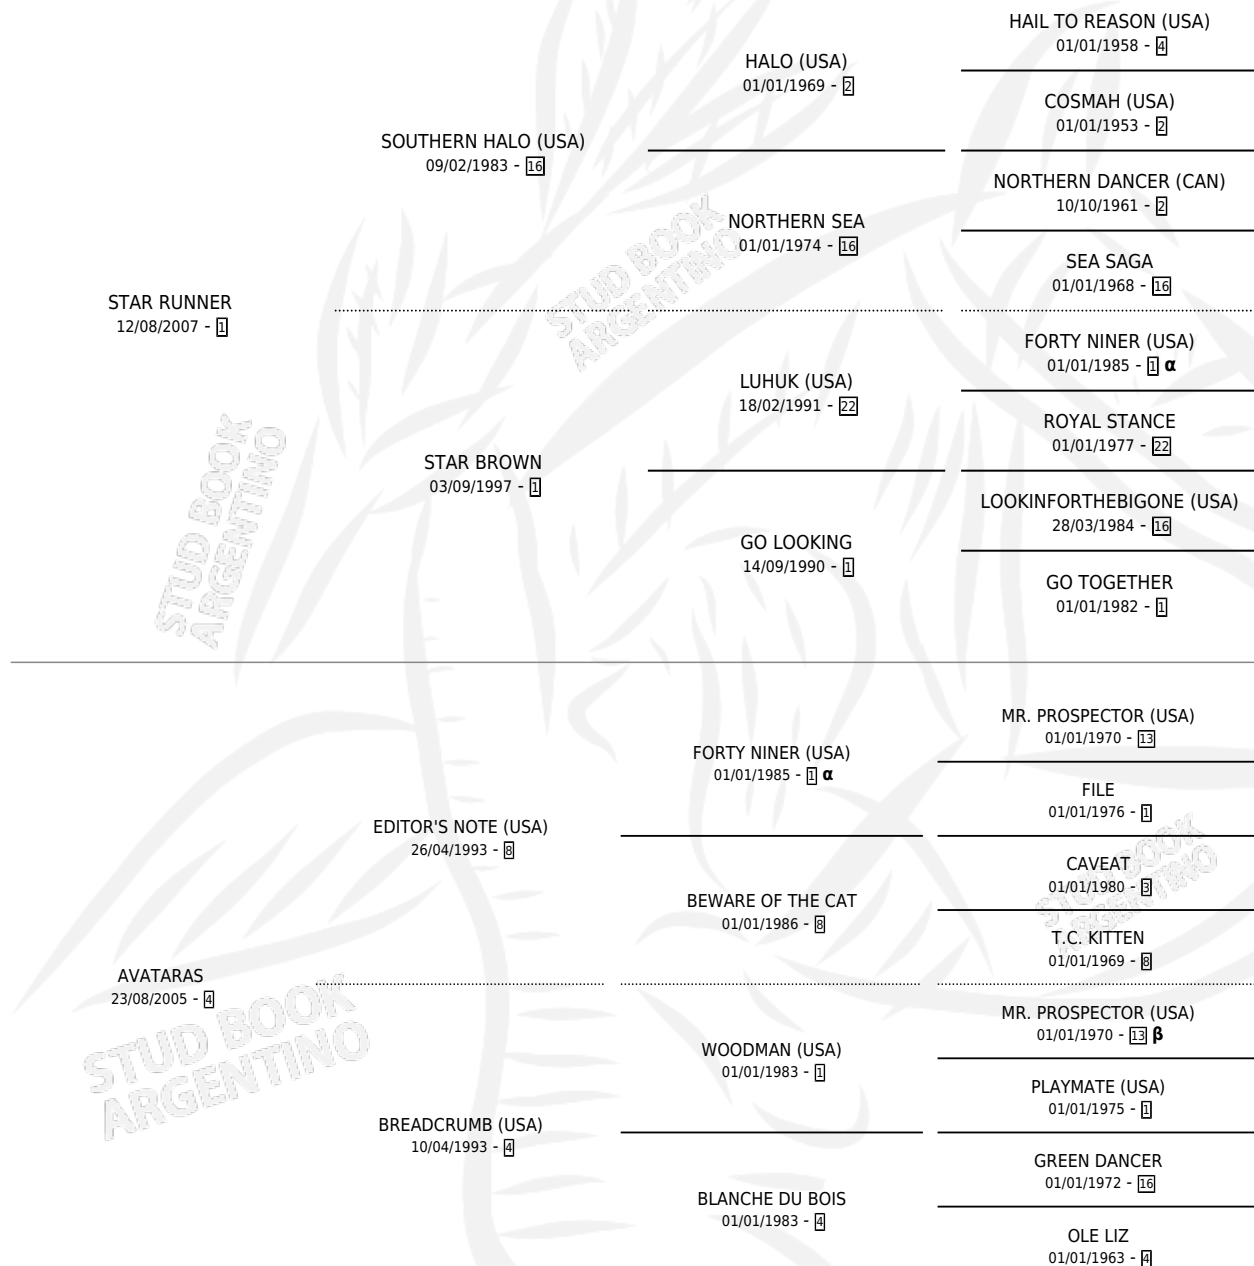 HAIL TO REASON (USA)
01/01/1958 - 4
HALO (USA)
01/01/1969 - 2
COSMAH (USA)
01/01/1953 - 2
SOUTHERN HALO (USA)
09/02/1983 - 16
NORTHERN DANCER (CAN)
10/10/1961 - 2
NORTHERN SEA
01/01/1974 - 16
SEA SAGA
01/01/1968 - 16
STAR RUNNER
12/08/2007 - 1
FORTY NINER (USA)
01/01/1985 - 1 α
LUHUK (USA)
18/02/1991 - 22
ROYAL STANCE
01/01/1977 - 22
STAR BROWN
03/09/1997 - 1
LOOKINFORTHEBIGONE (USA)
28/03/1984 - 16
GO LOOKING
14/09/1990 - 1
GO TOGETHER
01/01/1982 - 1
MR. PROSPECTOR (USA)
01/01/1970 - 13
FORTY NINER (USA)
01/01/1985 - 1 α
FILE
01/01/1976 - 1
EDITOR'S NOTE (USA)
26/04/1993 - 8
CAVEAT
01/01/1980 - 3
BEWARE OF THE CAT
01/01/1986 - 8
T.C. KITTEN
01/01/1969 - 8
AVATARAS
23/08/2005 - 4
MR. PROSPECTOR (USA)
01/01/1970 - 13 β
WOODMAN (USA)
01/01/1983 - 1
PLAYMATE (USA)
01/01/1975 - 1
BREADCRUMB (USA)
10/04/1993 - 4
GREEN DANCER
01/01/1972 - 16
BLANCHE DU BOIS
01/01/1983 - 4
OLE LIZ
01/01/1963 - 4
STUD BOOK
ARGENTINO
STUD BOOK
ARGENTINO
STUD BOOK
ARGENTINO
STUD BOOK
ARGENTINO